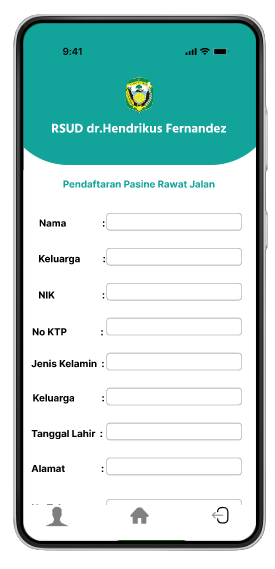 9:41
RSUD dr.Hendrikus Fernandez
Pendaftaran Pasine Rawat Jalan
Nama :
Keluarga :
NIK :
No KTP :
Jenis Kelamin :
Keluarga :
Tanggal Lahir :
Alamat :